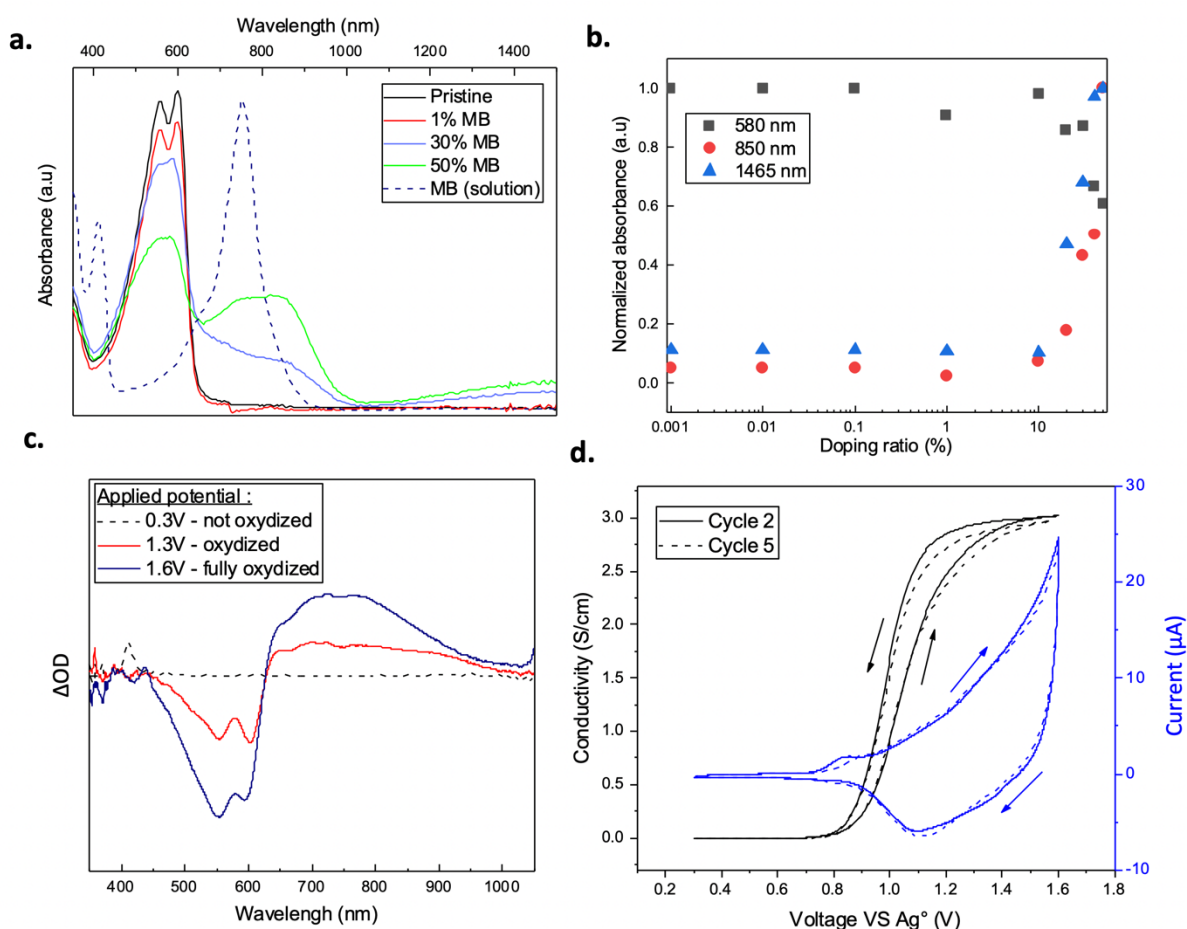 a.
Wavelength (nm)
400 600 800 1000 1200 1400
Absorbance (a.u)
Pristine
1% MB
30% MB
50% MB
MB (solution)
b.
Normalized absorbance (a.u)
1.0
0.8
0.6
0.4
0.2
0.0
580 nm
850 nm
1465 nm
0.001 0.01 0.1 1 10
Doping ratio (%)
c.
ΔOD
Applied potential :
0.3V - not oxydized
1.3V - oxydized
1.6V - fully oxydized
400 500 600 700 800 900 1000
Wavelengh (nm)
d.
Conductivity (S/cm)
3.0
2.5
2.0
1.5
1.0
0.5
0.0
Cycle 2
Cycle 5
30
20
10
0
-10
Current (µA)
0.2 0.4 0.6 0.8 1.0 1.2 1.4 1.6 1.8
Voltage VS Ag° (V)